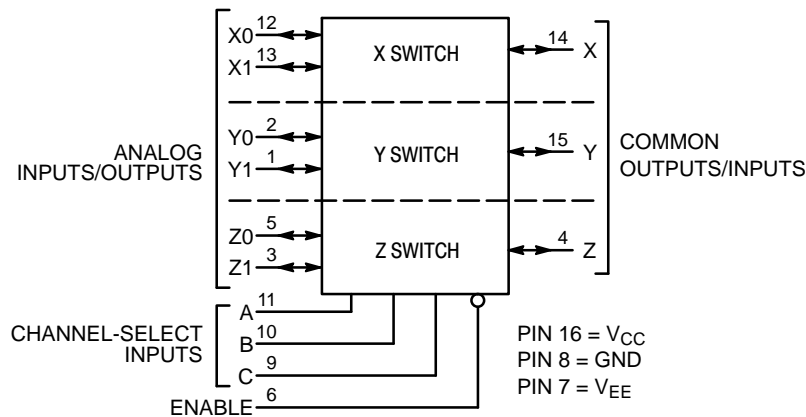 X0 12
X1 13
X SWITCH
14 X
Y0 2
Y1 1
Y SWITCH
15 Y
Z0 5
Z1 3
Z SWITCH
4 Z
ANALOG
INPUTS/OUTPUTS
COMMON
OUTPUTS/INPUTS
CHANNEL-SELECT
INPUTS
A 11
B 10
C 9
ENABLE 6
PIN 16 = VCC
PIN 8 = GND
PIN 7 = VEE